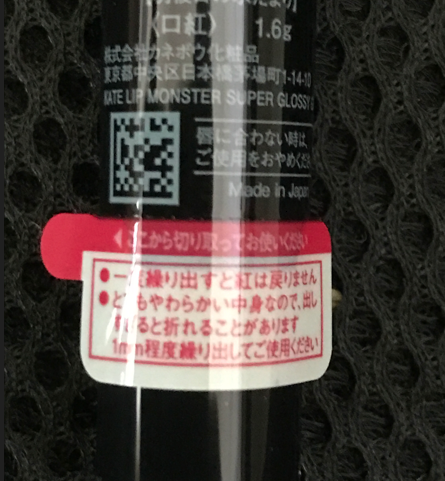 〈口紅〉 1.6g
株式会社カネボウ化粧品
東京都中央区日本橋茅場町1-14-10
KATE LIP MONSTER SUPER GLOSSY
唇に合わない時は、
ご使用をおやめくだ
Made in Japan
ここから切り取ってお使いください
●一度繰り出すと紅は戻りません
●とてもやわらかい中身なので、出し
すぎると折れることがあります
1mm程度繰り出してご使用ください